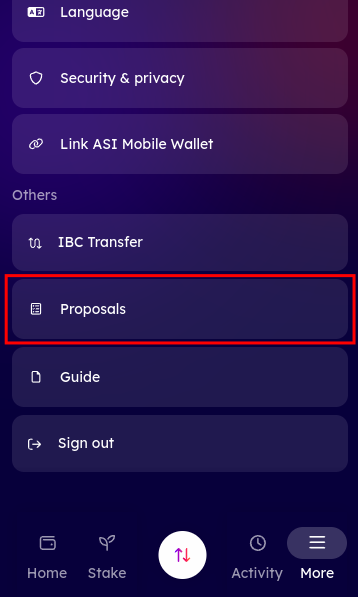 Language
Security & privacy
Link ASI Mobile Wallet
Others
IBC Transfer
Proposals
Guide
Sign out
Home Stake Activity More